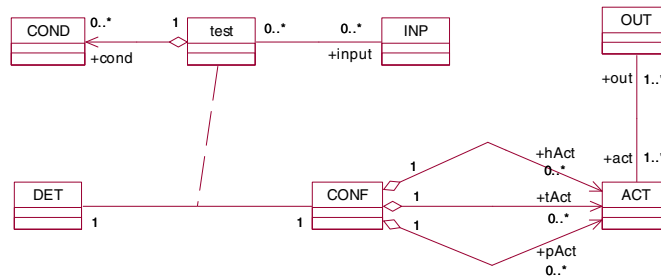 COND
0..*
1
test
0..*
0..*
INP
OUT
+cond
+input
+out
1..*
+hAct
0..*
1
+act
1..*
DET
CONF
1
+tAct
ACT
1
1
1
0..*
+pAct
0..*